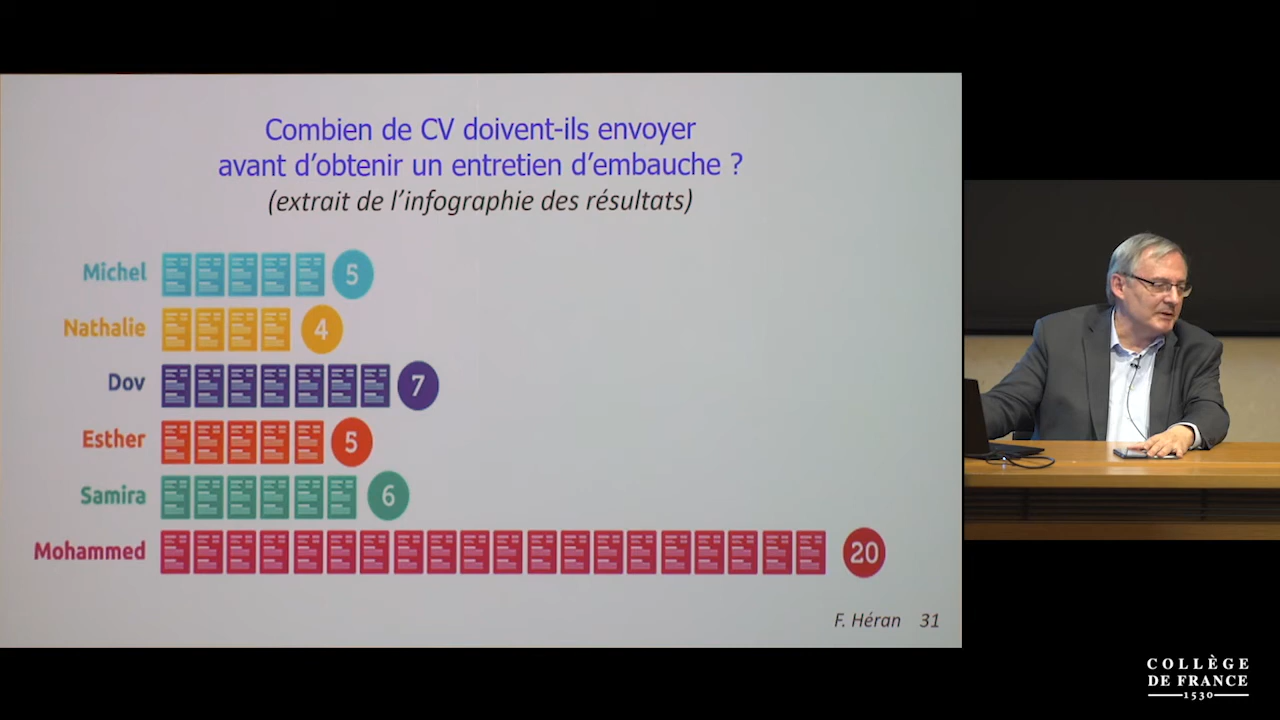 Combien de CV doivent-ils envoyer
avant d'obtenir un entretien d'embauche ?
(extrait de l'infographie des résultats)
Michel 5
Nathalie 4
Dov 7
Esther 5
Samira 6
Mohammed 20
F. Héran 31
COLLÈGE
DE FRANCE
1530